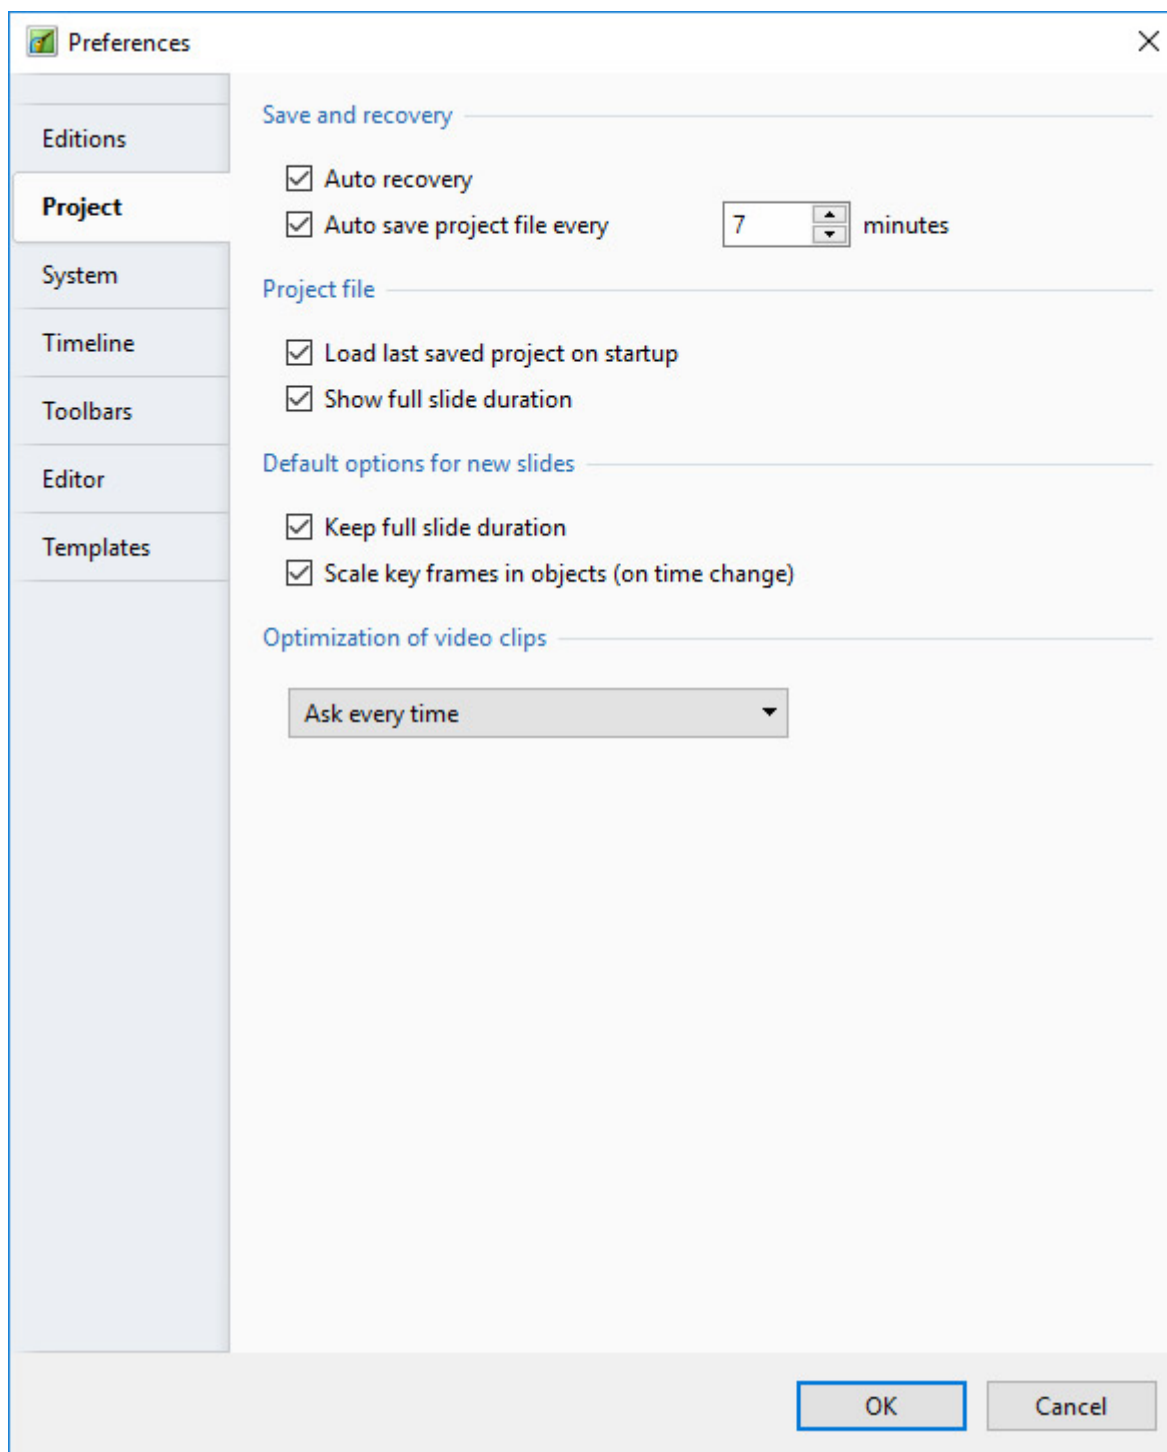 Preferences
Editions
Project
System
Timeline
Toolbars
Editor
Templates
Save and recovery
Auto recovery
Auto save project file every 7 minutes
Project file
Load last saved project on startup
Show full slide duration
Default options for new slides
Keep full slide duration
Scale key frames in objects (on time change)
Optimization of video clips
Ask every time
OK Cancel